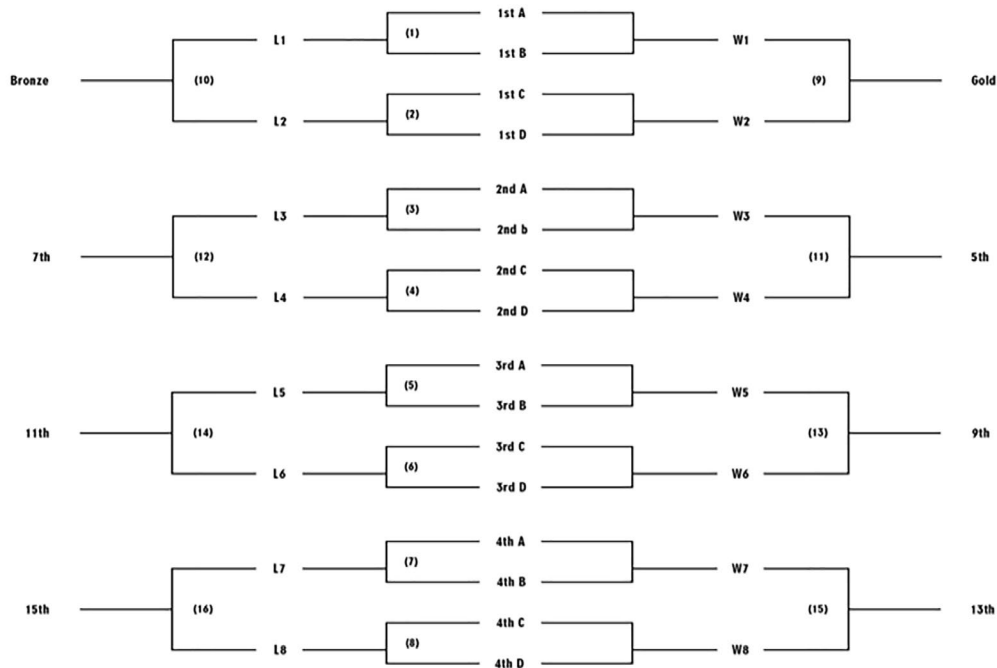 1st A
L1 (1) W1
1st B
Bronze (10) (9) Gold
1st C
L2 (2) W2
1st D
2nd A
L3 (3) W3
2nd b
7th (12) (11) 5th
2nd C
L4 (4) W4
2nd D
3rd A
L5 (5) W5
3rd B
11th (14) (13) 9th
3rd C
L6 (6) W6
3rd D
4th A
L7 (7) W7
4th B
15th (16) (15) 13th
4th C
L8 (8) W8
4th D